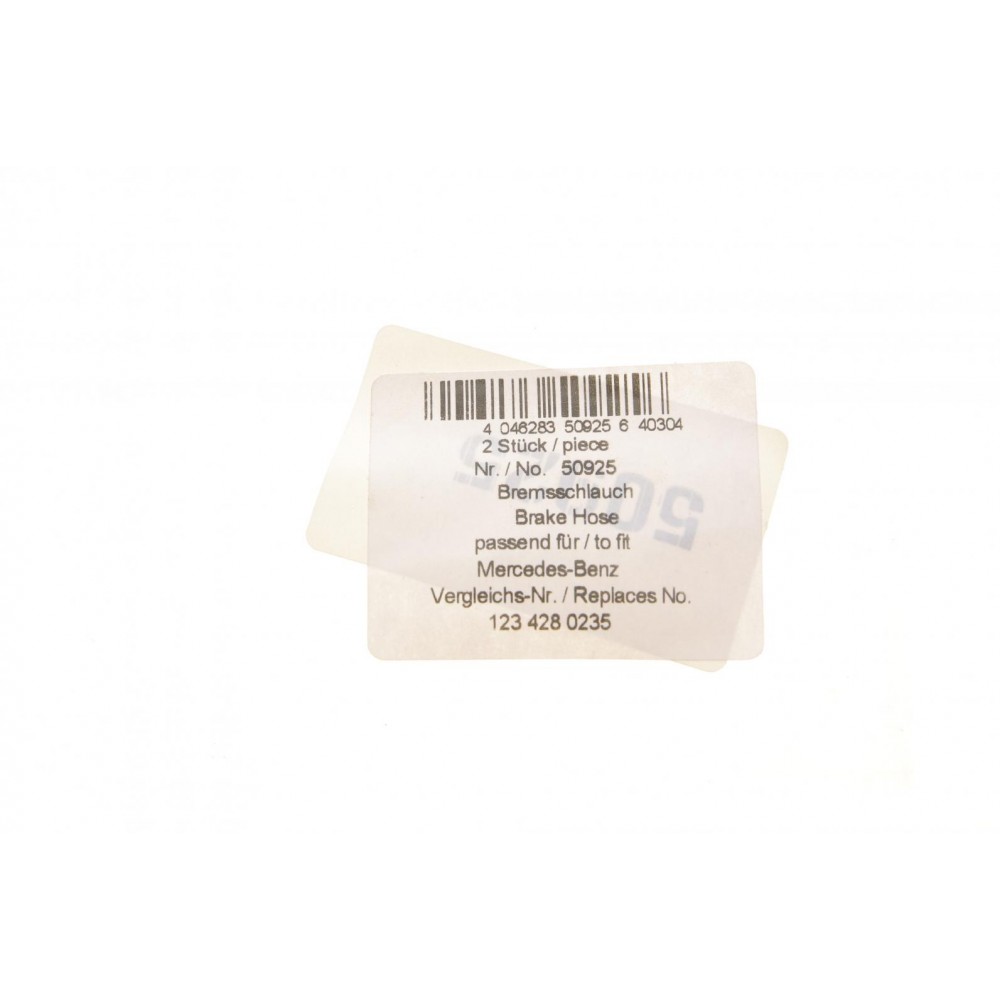 4 046283 50925 6 40304
2 Stück / piece
Nr. / No. 50925
Bremsschlauch
Brake Hose
passend für / to fit
Mercedes-Benz
Vergleichs-Nr. / Replaces No.
123 428 0235
50925